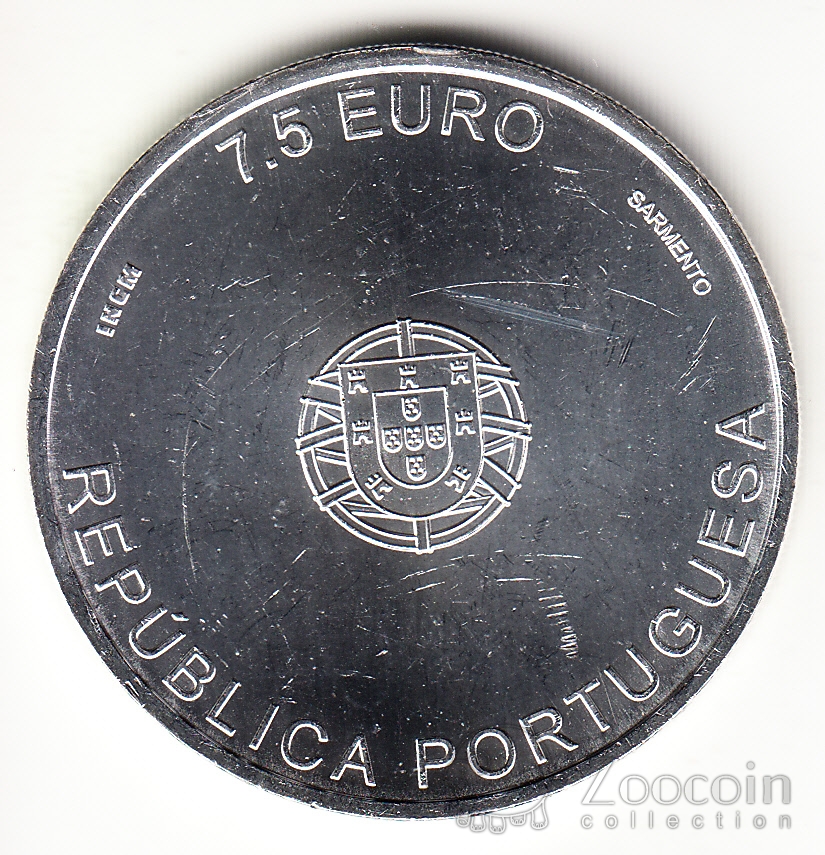 7.5 EURO
SARMENTO
INCM
REPÚBLICA PORTUGUESA
Zoocoin
collection